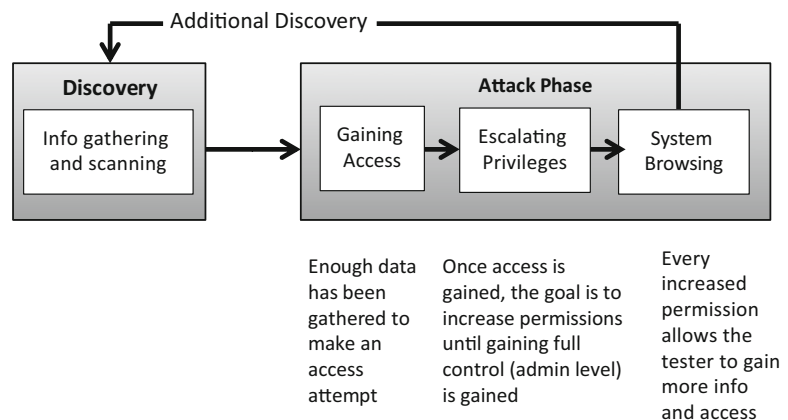 Additional Discovery
Discovery
Info gathering
and scanning
Attack Phase
Gaining
Access
Escalating
Privileges
System
Browsing
Enough data
has been
gathered to
make an
access
attempt
Once access is
gained, the goal is to
increase permissions
until gaining full
control (admin level)
is gained
Every
increased
permission
allows the
tester to gain
more info
and access